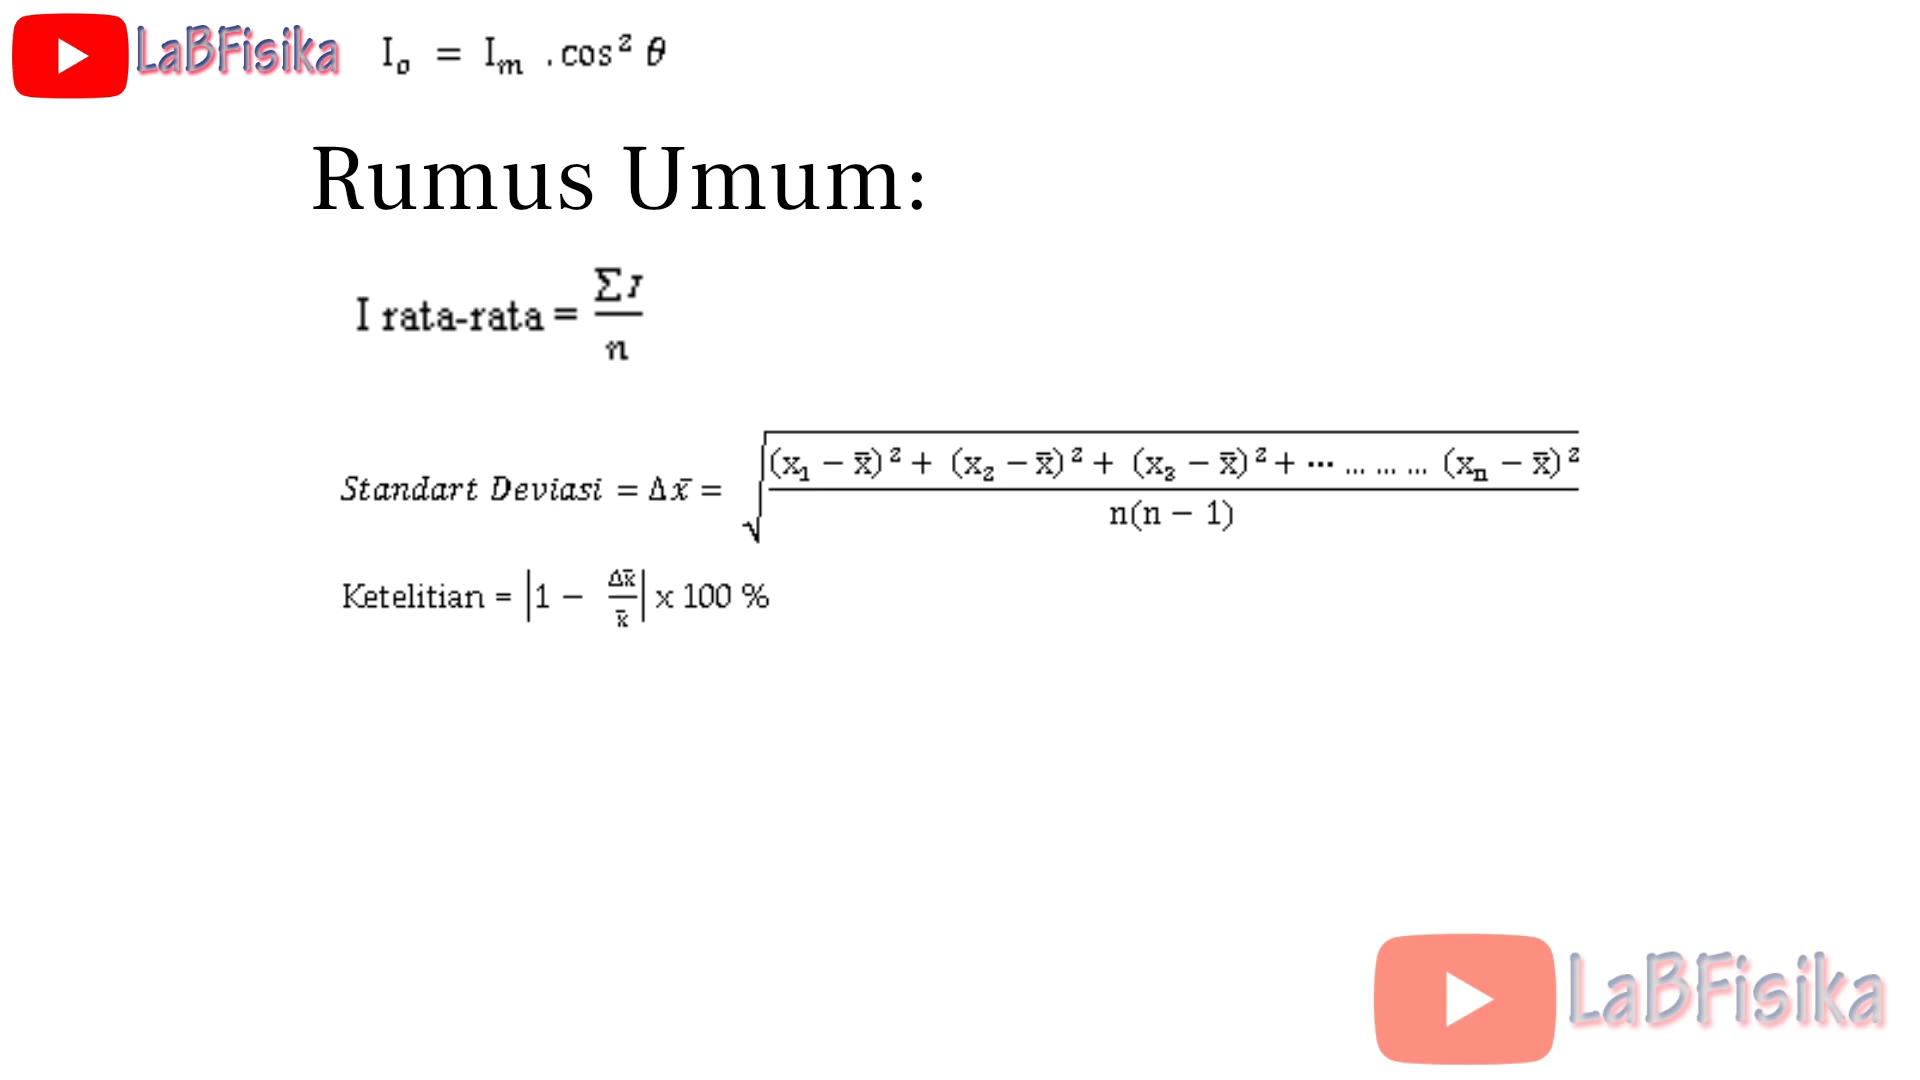 LaBFisika I₀ = Iₘ .cos² θ
Rumus Umum:
I rata-rata = ∑I / n
Standart Deviasi = Δx̄ = √((x₁ − x̄)² + (x₂ − x̄)² + (x₃ − x̄)² + ⋯ … … … (xₙ − x̄)² / n(n − 1))
Ketelitian = |1 − Δx̄/x̄| x 100 %
LaBFisika